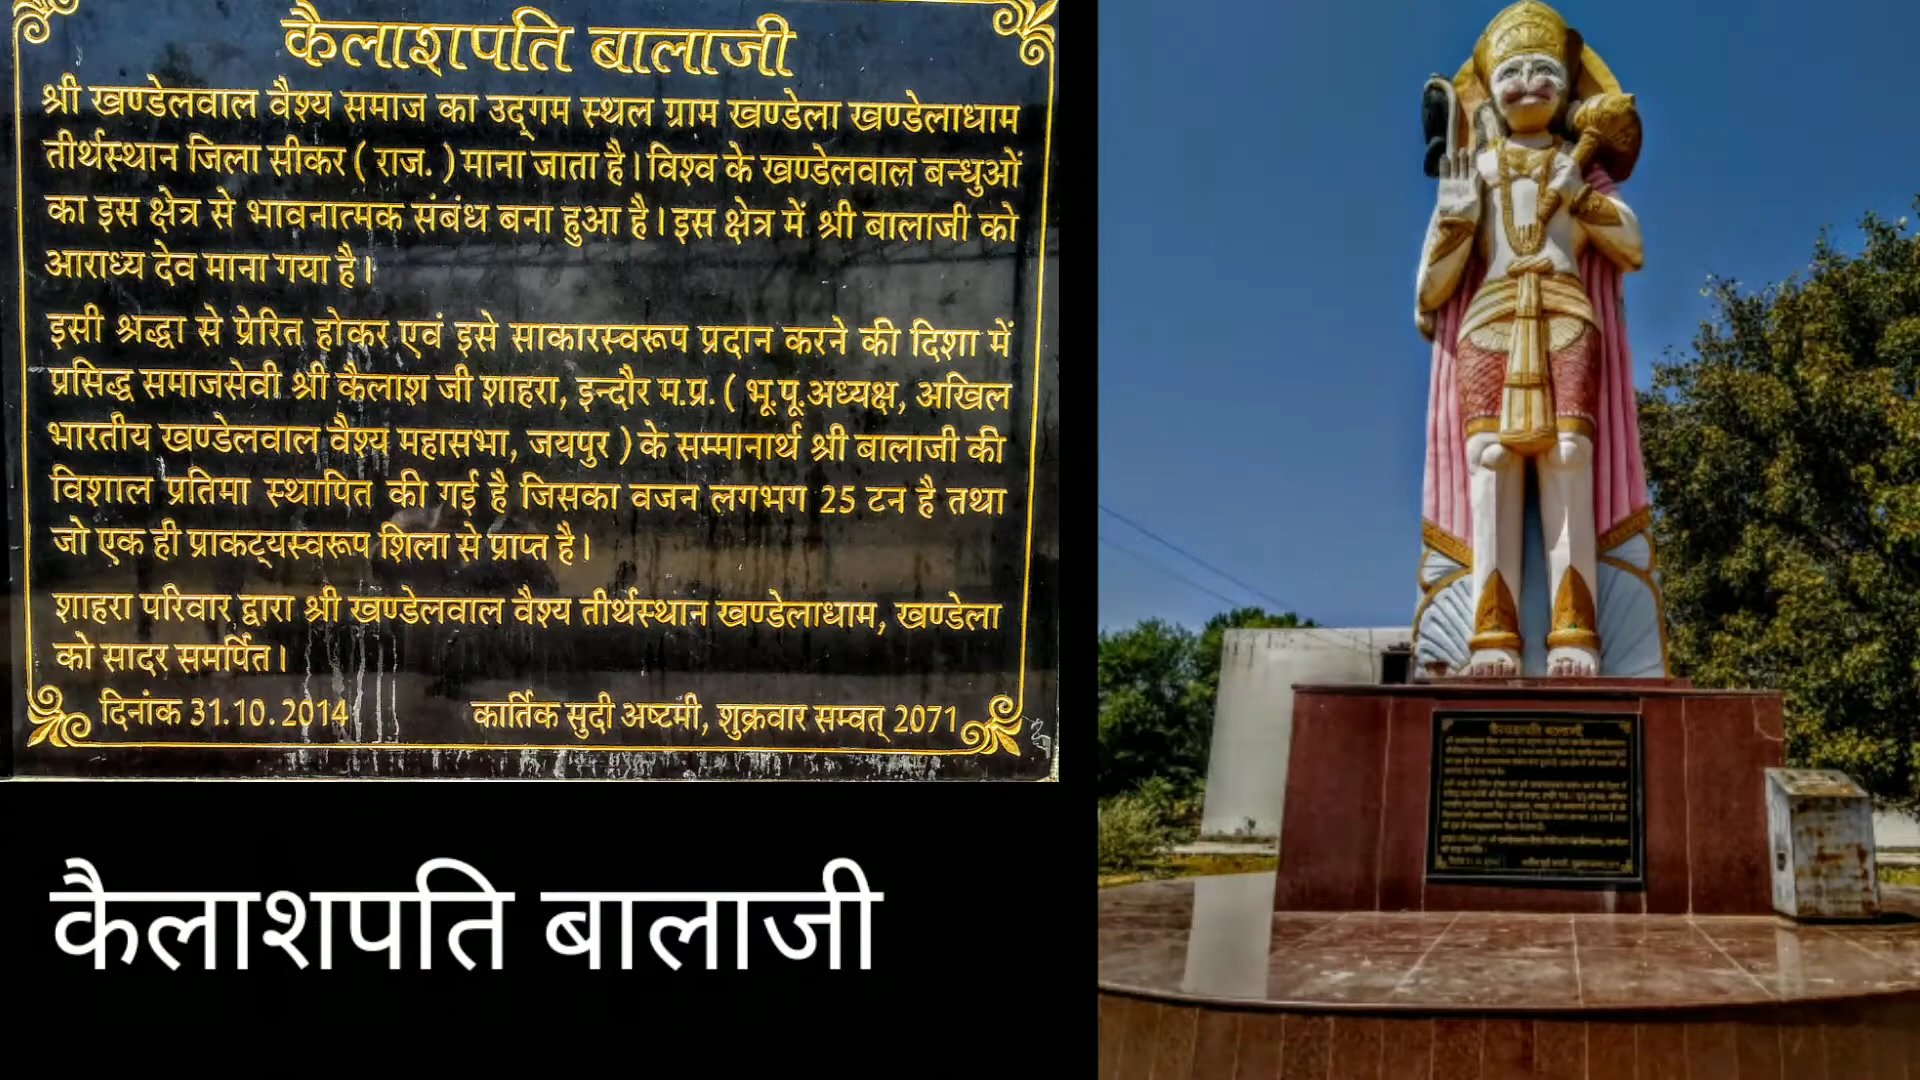 कैलाशपति बालाजी
श्री खण्डेलवाल वैश्य समाज का उद्गम स्थल ग्राम खण्डेला खण्डेलाधाम
तीर्थस्थान जिला सीकर ( राज. ) माना जाता है। विश्व के खण्डेलवाल बन्धुओं
का इस क्षेत्र से भावनात्मक संबंध बना हुआ है। इस क्षेत्र में श्री बालाजी को
आराध्य देव माना गया है।
इसी श्रद्धा से प्रेरित होकर एवं इसे साकारस्वरूप प्रदान करने की दिशा में
प्रसिद्ध समाजसेवी श्री कैलाश जी शाहरा, इन्दौर म.प्र. ( भू.पू.अध्यक्ष, अखिल
भारतीय खण्डेलवाल वैश्य महासभा, जयपुर ) के सम्मानार्थ श्री बालाजी की
विशाल प्रतिमा स्थापित की गई है जिसका वजन लगभग 25 टन है तथा
जो एक ही प्राकट्यस्वरूप शिला से प्राप्त है।
शाहरा परिवार द्वारा श्री खण्डेलवाल वैश्य तीर्थस्थान खण्डेलाधाम, खण्डेला
को सादर समर्पित।
दिनांक 31.10.2014 कार्तिक सुदी अष्टमी, शुक्रवार सम्वत् 2071
कैलाशपति बालाजी